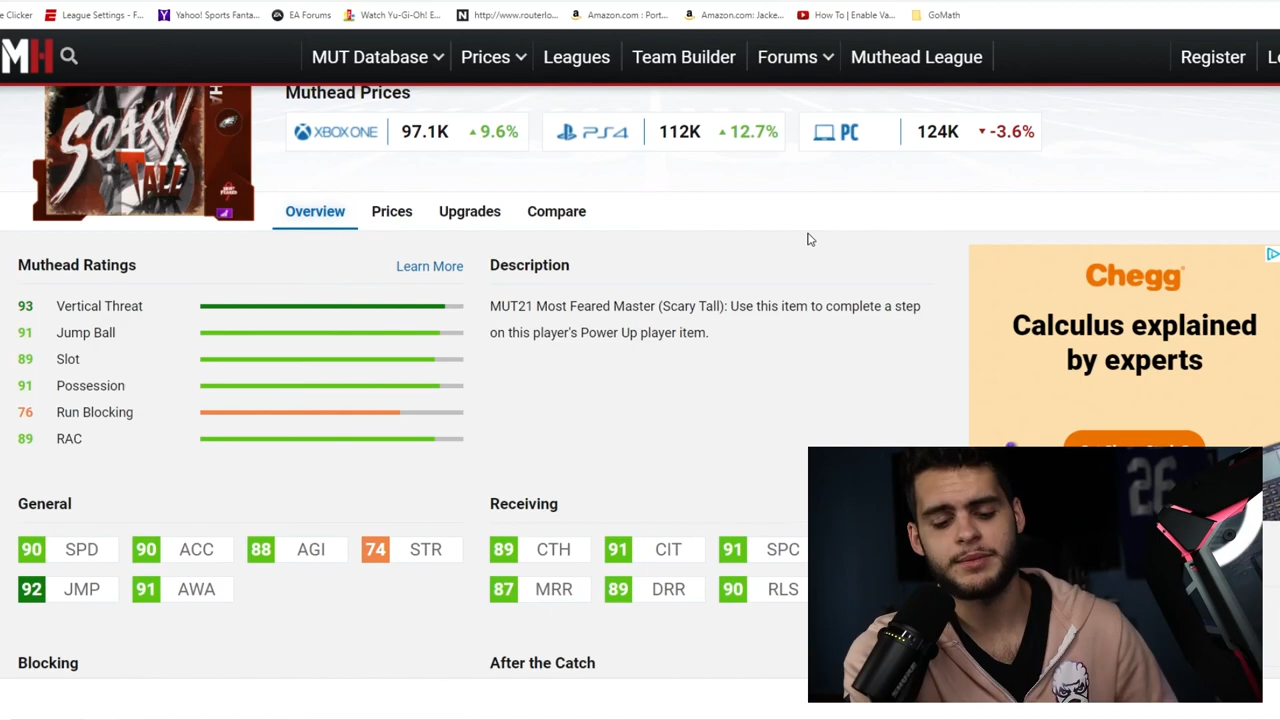 e Clicker League Settings - F... Yahoo! Sports Fanta... EA Forums Watch Yu-Gi-Oh! E... http://www.routerlo... Amazon.com : Port... Amazon.com: Jacke... How To | Enable Va... GoMath
MH MUT Database Prices Leagues Team Builder Forums Muthead League Register L
SCARY TALL
Muthead Prices
XBOX ONE 97.1K 9.6% PS4 112K 12.7% PC 124K -3.6%
Overview Prices Upgrades Compare
Muthead Ratings Learn More
93 Vertical Threat
91 Jump Ball
89 Slot
91 Possession
76 Run Blocking
89 RAC
Description
MUT21 Most Feared Master (Scary Tall): Use this item to complete a step
on this player's Power Up player item.
Chegg
Calculus explained
by experts
General
90 SPD 90 ACC 88 AGI 74 STR
92 JMP 91 AWA
Receiving
89 CTH 91 CIT 91 SPC
87 MRR 89 DRR 90 RLS
Blocking
After the Catch
26
SHURE